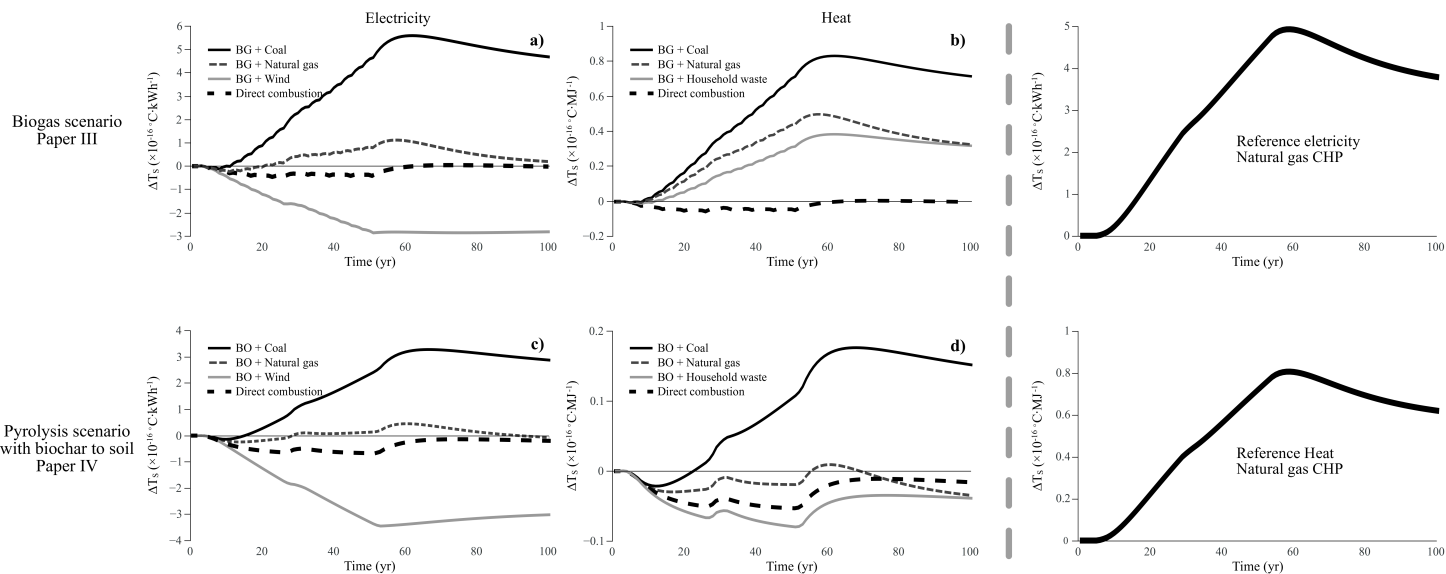 Electricity
Heat
Biogas scenario
Paper III
a)
BG + Coal
BG + Natural gas
BG + Wind
Direct combustion
ΔTS (×10-16 °C·kWh-1)
6
5
4
3
2
1
0
−1
−2
−3
0
20
40
60
80
100
Time (yr)
b)
BG + Coal
BG + Natural gas
BG + Household waste
Direct combustion
ΔTS (×10-16 °C·MJ-1)
1
0.8
0.6
0.4
0.2
0
−0.2
0
20
40
60
80
100
Time (yr)
Reference eletricity
Natural gas CHP
ΔTS (×10-16 °C·kWh-1)
5
4
3
2
1
0
0
20
40
60
80
100
Time (yr)
Pyrolysis scenario
with biochar to soil
Paper IV
c)
BO + Coal
BO + Natural gas
BO + Wind
Direct combustion
ΔTS (×10-16 °C·kWh-1)
4
3
2
1
0
−1
−2
−3
−4
0
20
40
60
80
100
Time (yr)
d)
BO + Coal
BO + Natural gas
BO + Household waste
Direct combustion
ΔTS (×10-16 °C·MJ-1)
0.2
0.1
0
−0.1
0
20
40
60
80
100
Time (yr)
Reference Heat
Natural gas CHP
ΔTS (×10-16 °C·MJ-1)
1
0.8
0.6
0.4
0.2
0
0
20
40
60
80
100
Time (yr)